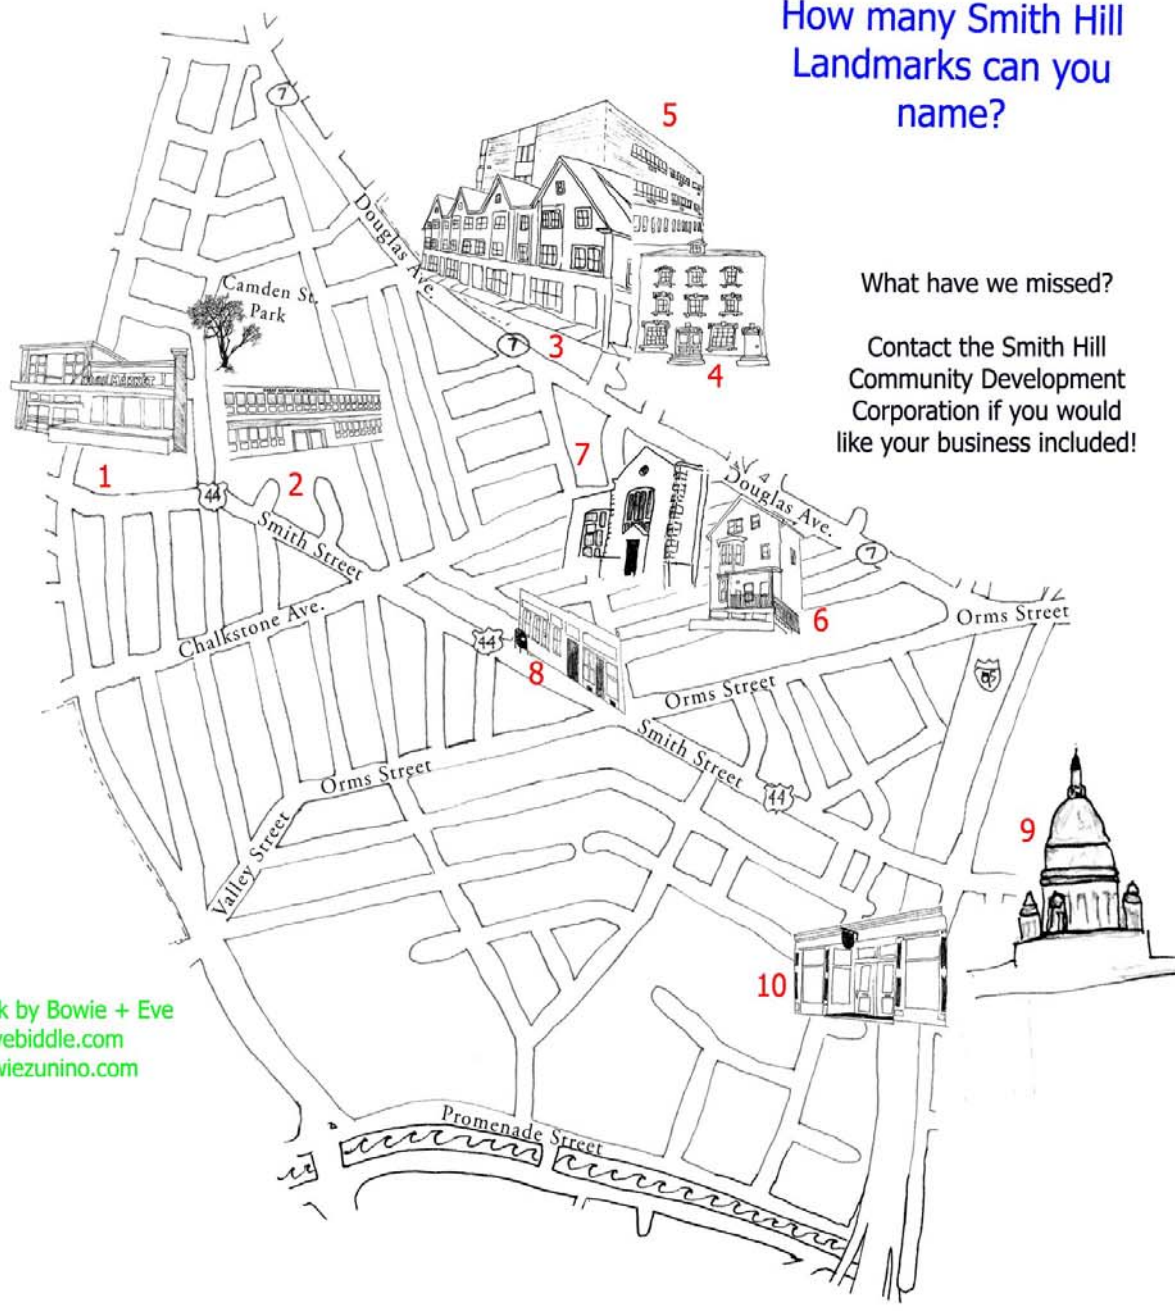 How many Smith Hill
Landmarks can you
name?
7
5
Douglas Ave.
Camden St.
Park
What have we missed?
Contact the Smith Hill
Community Development
Corporation if you would
like your business included!
7
3
4
MARKET
1
2
7
44
Smith Street
Douglas Ave.
7
Chalkstone Ave.
44
8
6
Orms Street
95
Orms Street
Smith Street
44
Orms Street
Valley Street
9
10
k by Bowie + Eve
vebiddle.com
wiezunino.com
Promenade Street